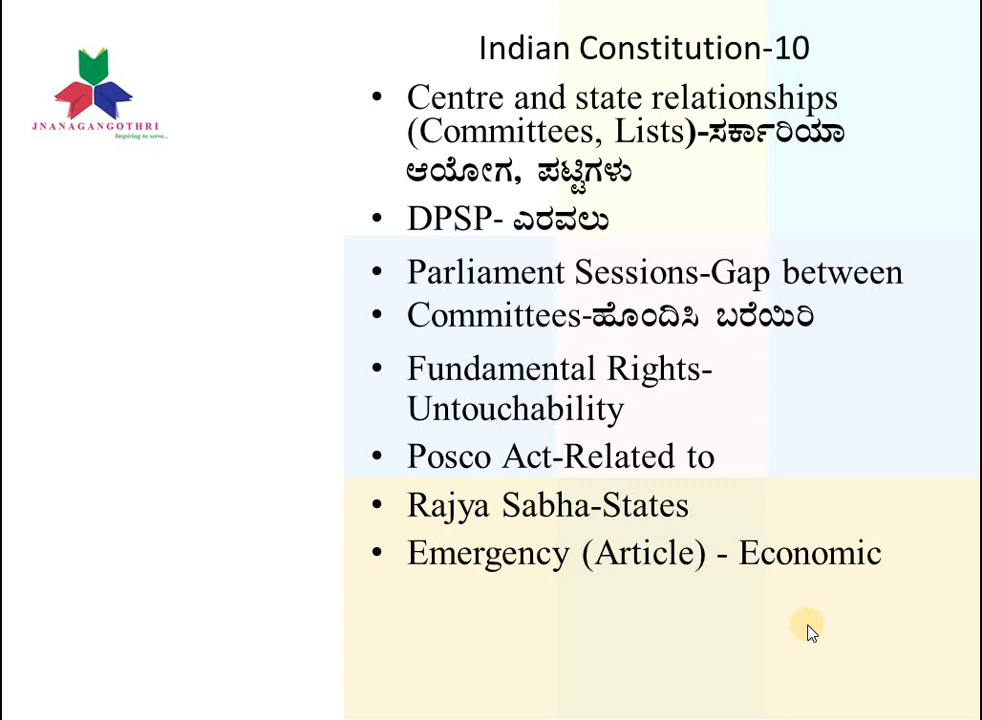 JNANAGANGOTHRI
Inspiring to serve...
Indian Constitution-10
• Centre and state relationships
(Committees, Lists)-ಸರ್ಕಾರಿಯಾ
ಆಯೋಗ, ಪಟ್ಟಿಗಳು
• DPSP- ಎರವಲು
• Parliament Sessions-Gap between
• Committees-ಹೊಂದಿಸಿ ಬರೆಯಿರಿ
• Fundamental Rights-
Untouchability
• Posco Act-Related to
• Rajya Sabha-States
• Emergency (Article) - Economic